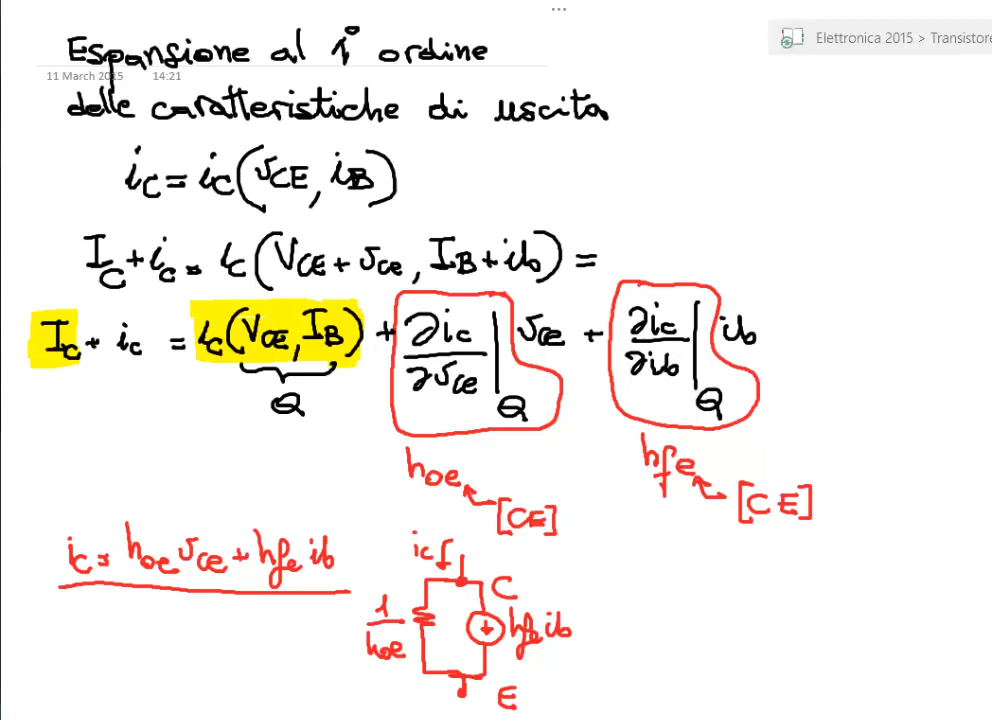 Elettronica 2015 > Transistore
Espansione al 1° ordine
11 March 2015 14:21
delle caratteristiche di uscita
iC = iC(vCE, iB)
IC + ic = iC(VCE + vce, IB + ib) =
IC + ic = iC(VCE, IB) + ∂ic/∂vce |Q vce + ∂ic/∂ib |Q ib
Q
hoe [CE]
hfe [CE]
ic = hoe vce + hfe ib
ic
C
1/hoe
hfe ib
E